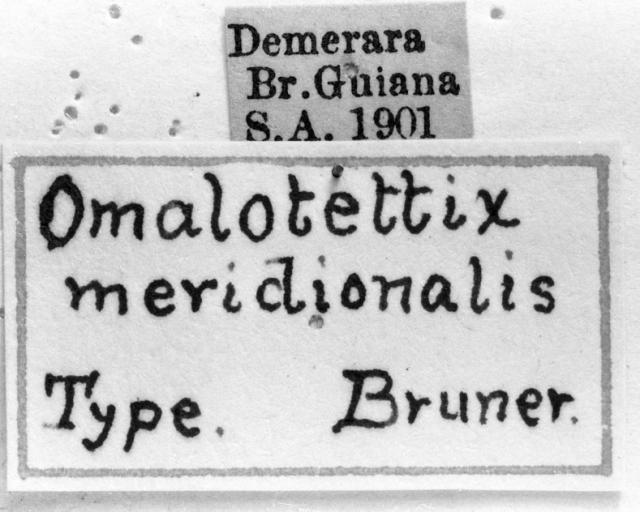 Demerara
Br. Guiana
S.A. 1901
Omalotettix
meridionalis
Type. Bruner.